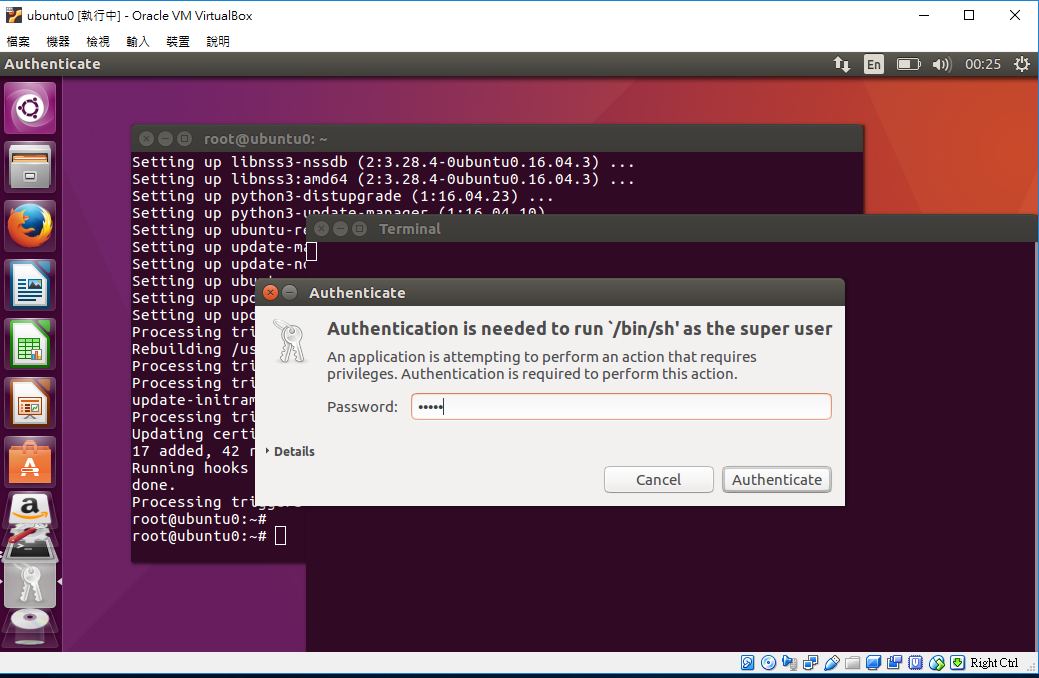 ubuntu0 [執行中] - Oracle VM VirtualBox
檔案 機器 檢視 輸入 裝置 說明
Authenticate En 00:25
root@ubuntu0: ~
Setting up libnss3-nssdb (2:3.28.4-0ubuntu0.16.04.3) ...
Setting up libnss3:amd64 (2:3.28.4-0ubuntu0.16.04.3) ...
Setting up python3-distupgrade (1:16.04.23) ...
Setting up python3-update-manager (1:16.04.10)
Setting up ubuntu-re
Terminal
Setting up update-ma
Setting up update-no
Setting up ubuntu
Setting up upd
Setting up upd
Processing tri
Rebuilding /us
Processing tri
Processing tri
update-initram
Processing tri
Updating certi
17 added, 42 r
Running hooks
done.
Processing triggers
root@ubuntu0:~#
root@ubuntu0:~#
Authenticate
Authentication is needed to run `/bin/sh' as the super user
An application is attempting to perform an action that requires
privileges. Authentication is required to perform this action.
Password: •••••
Details
Cancel Authenticate
Right Ctrl